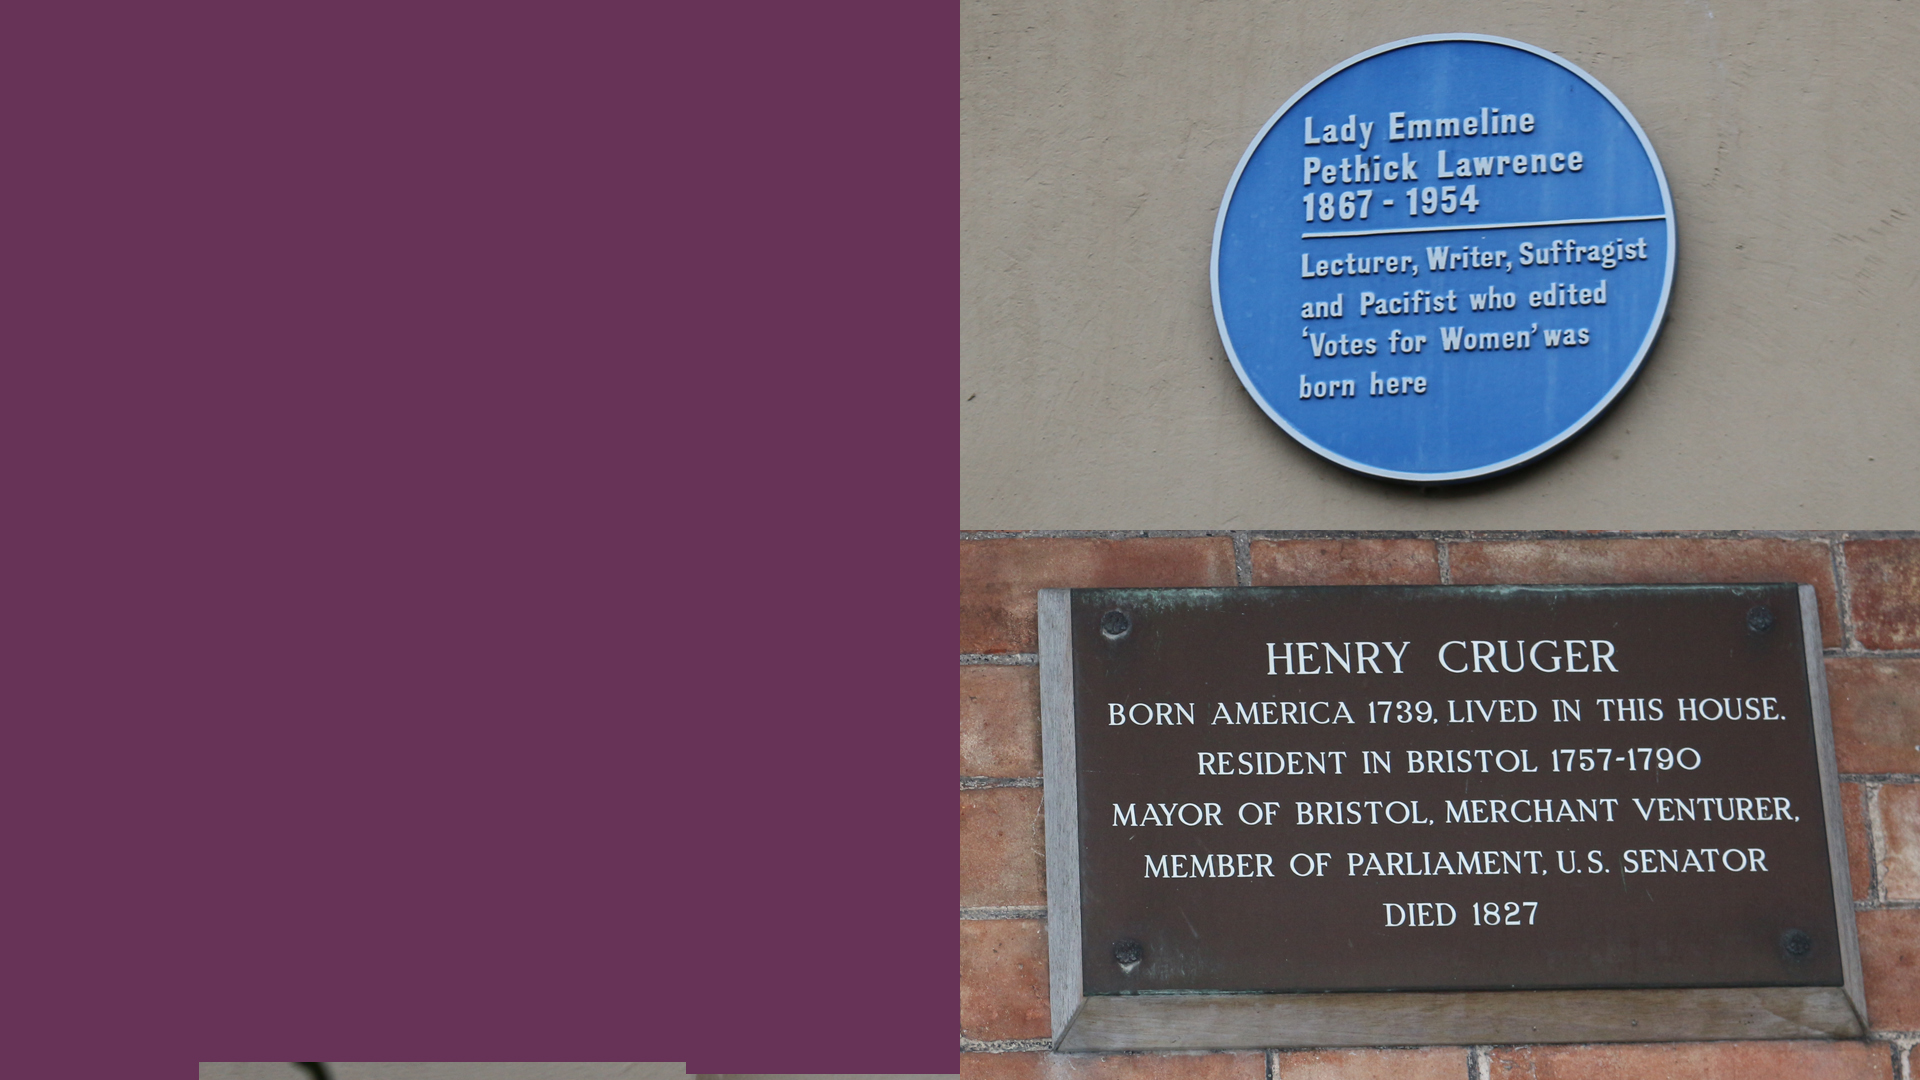 Lady Emmeline
Pethick Lawrence
1867 - 1954
Lecturer, Writer, Suffragist
and Pacifist who edited
‘Votes for Women’ was
born here
HENRY CRUGER
BORN AMERICA 1739, LIVED IN THIS HOUSE.
RESIDENT IN BRISTOL 1757-1790
MAYOR OF BRISTOL, MERCHANT VENTURER,
MEMBER OF PARLIAMENT, U.S. SENATOR
DIED 1827